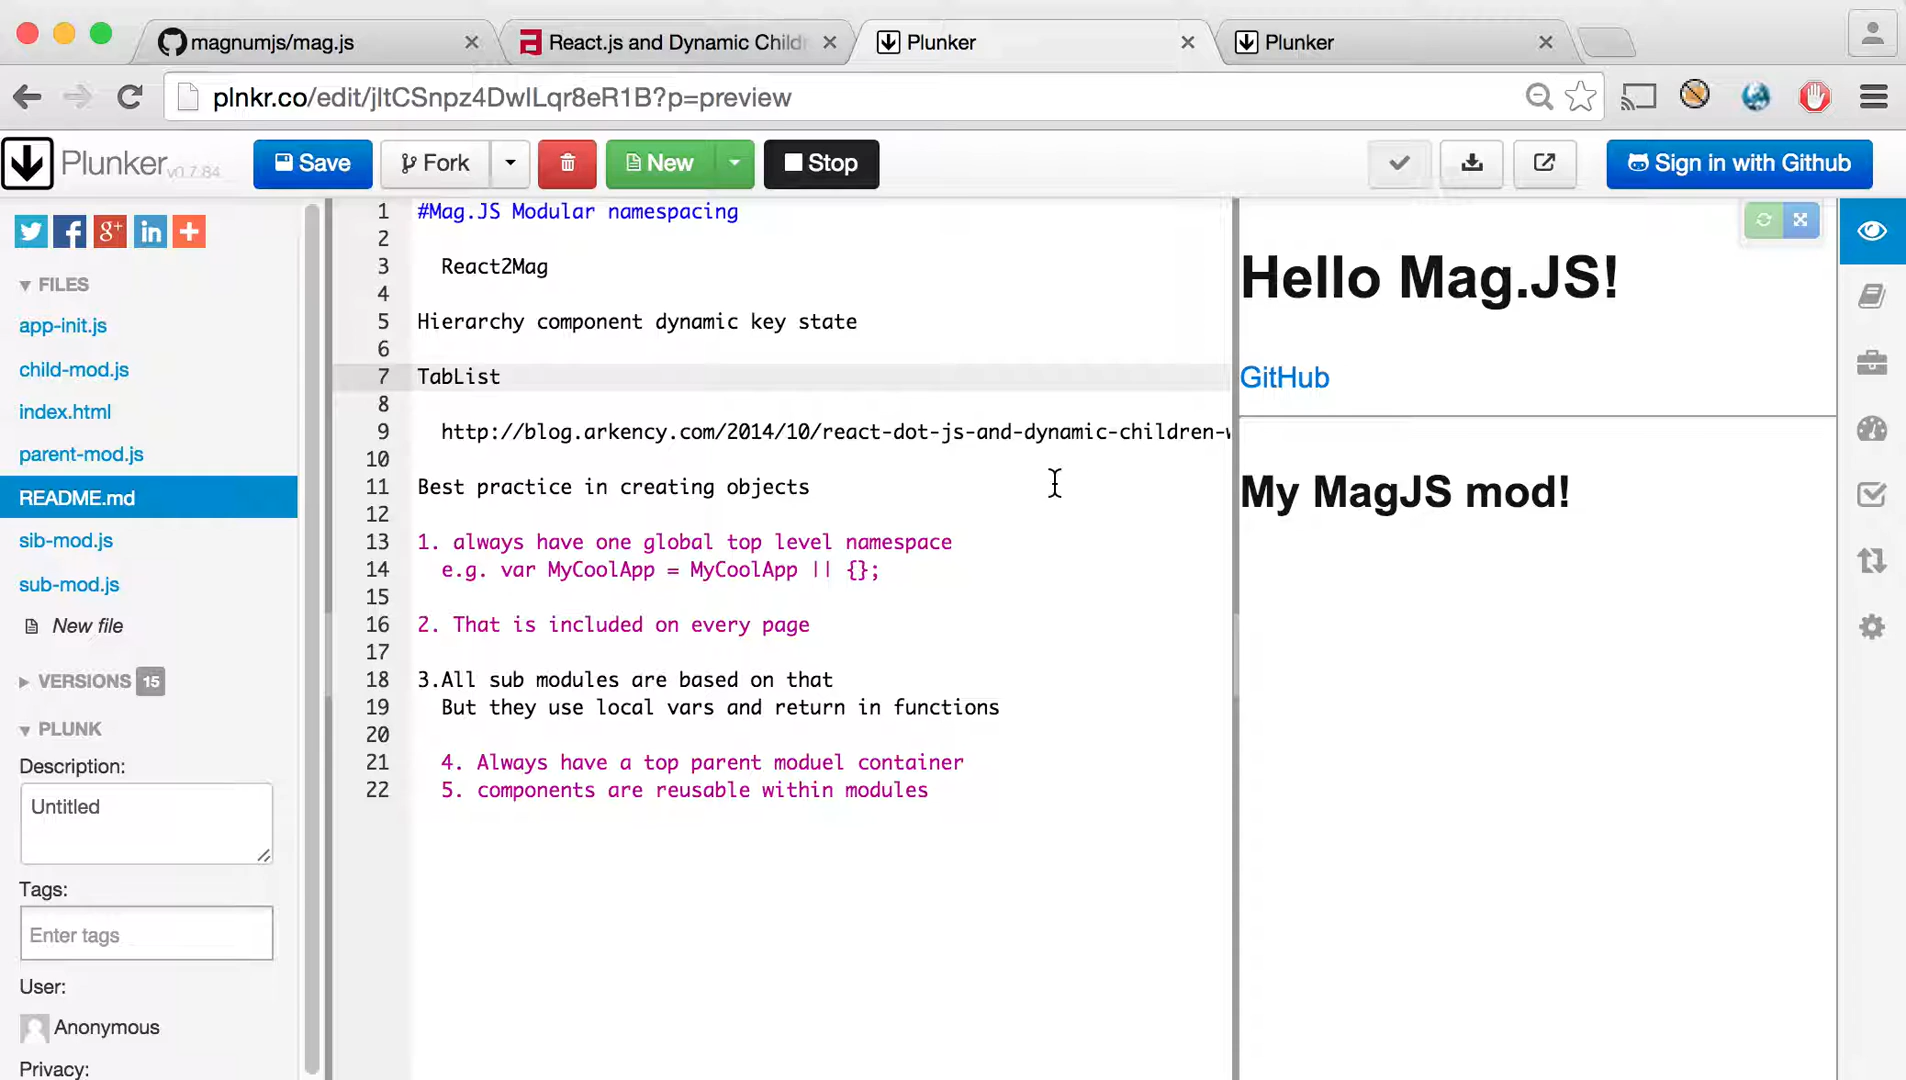 magnumjs/mag.js
React.js and Dynamic Child
Plunker
Plunker
plnkr.co/edit/jItCSnpz4DwlLqr8eR1B?p=preview
Plunker v0.7.84
Save
Fork
New
Stop
Sign in with Github
FILES
app-init.js
child-mod.js
index.html
parent-mod.js
README.md
sib-mod.js
sub-mod.js
New file
VERSIONS 15
PLUNK
Description:
Untitled
Tags:
Enter tags
User:
Anonymous
Privacy:
1 #Mag.JS Modular namespacing
2
3 React2Mag
4
5 Hierarchy component dynamic key state
6
7 TabList
8
9 http://blog.arkency.com/2014/10/react-dot-js-and-dynamic-children-w
10
11 Best practice in creating objects
12
13 1. always have one global top level namespace
14 e.g. var MyCoolApp = MyCoolApp || {};
15
16 2. That is included on every page
17
18 3.All sub modules are based on that
19 But they use local vars and return in functions
20
21 4. Always have a top parent moduel container
22 5. components are reusable within modules
Hello Mag.JS!
GitHub
My MagJS mod!